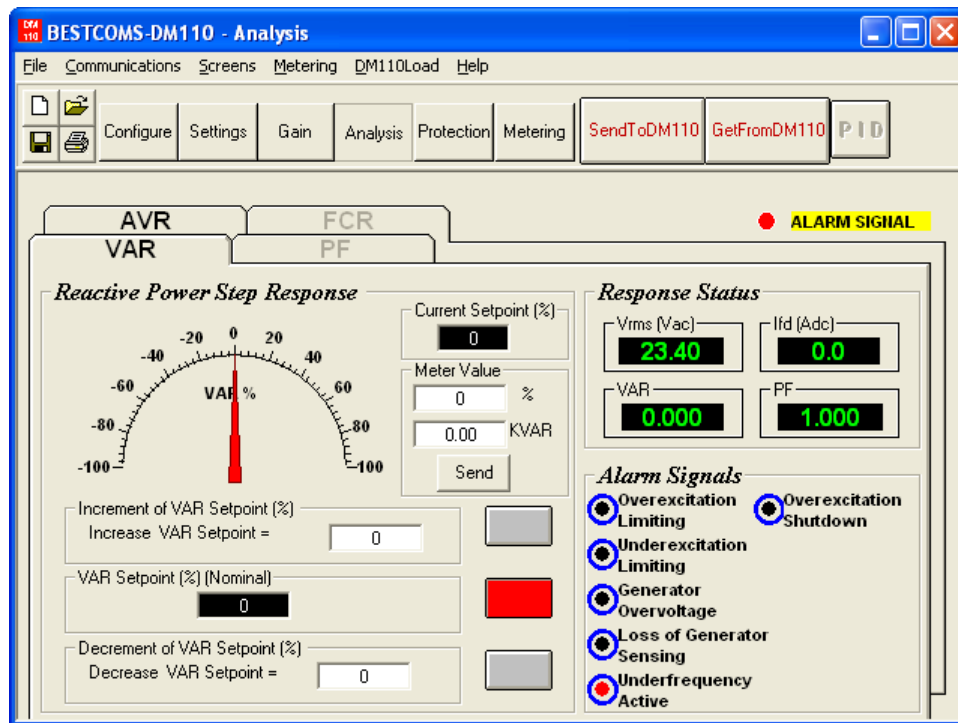 DM
110
BESTCOMS-DM110 - Analysis
File Communications Screens Metering DM110Load Help
Configure Settings Gain Analysis Protection Metering SendToDM110 GetFromDM110 PID
AVR FCR
ALARM SIGNAL
VAR PF
Reactive Power Step Response
-100 -80 -60 -40 -20 0 20 40 60 80 100
VAR %
Current Setpoint (%)
0
Meter Value
0 %
0.00 KVAR
Send
Increment of VAR Setpoint (%)
Increase VAR Setpoint = 0
VAR Setpoint (%) (Nominal)
0
Decrement of VAR Setpoint (%)
Decrease VAR Setpoint = 0
Response Status
Vrms (Vac) Ifd (Adc)
23.40 0.0
VAR PF
0.000 1.000
Alarm Signals
Overexcitation
Limiting
Overexcitation
Shutdown
Underexcitation
Limiting
Generator
Overvoltage
Loss of Generator
Sensing
Underfrequency
Active